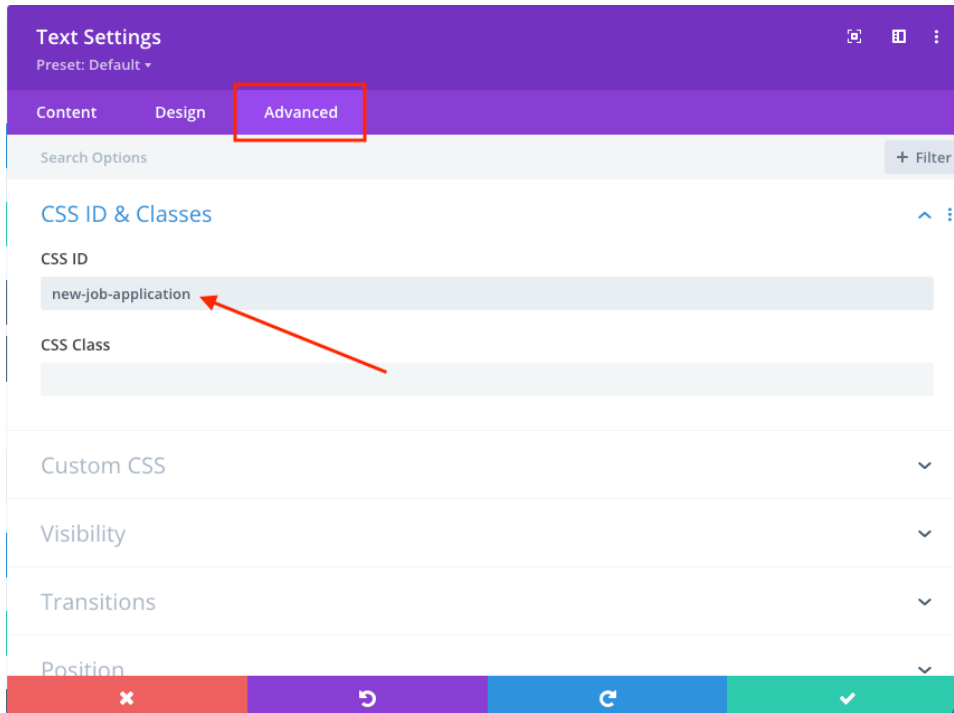 Text Settings
Preset: Default
Content Design Advanced
Search Options + Filter
CSS ID & Classes
CSS ID
new-job-application
CSS Class
Custom CSS
Visibility
Transitions
Position